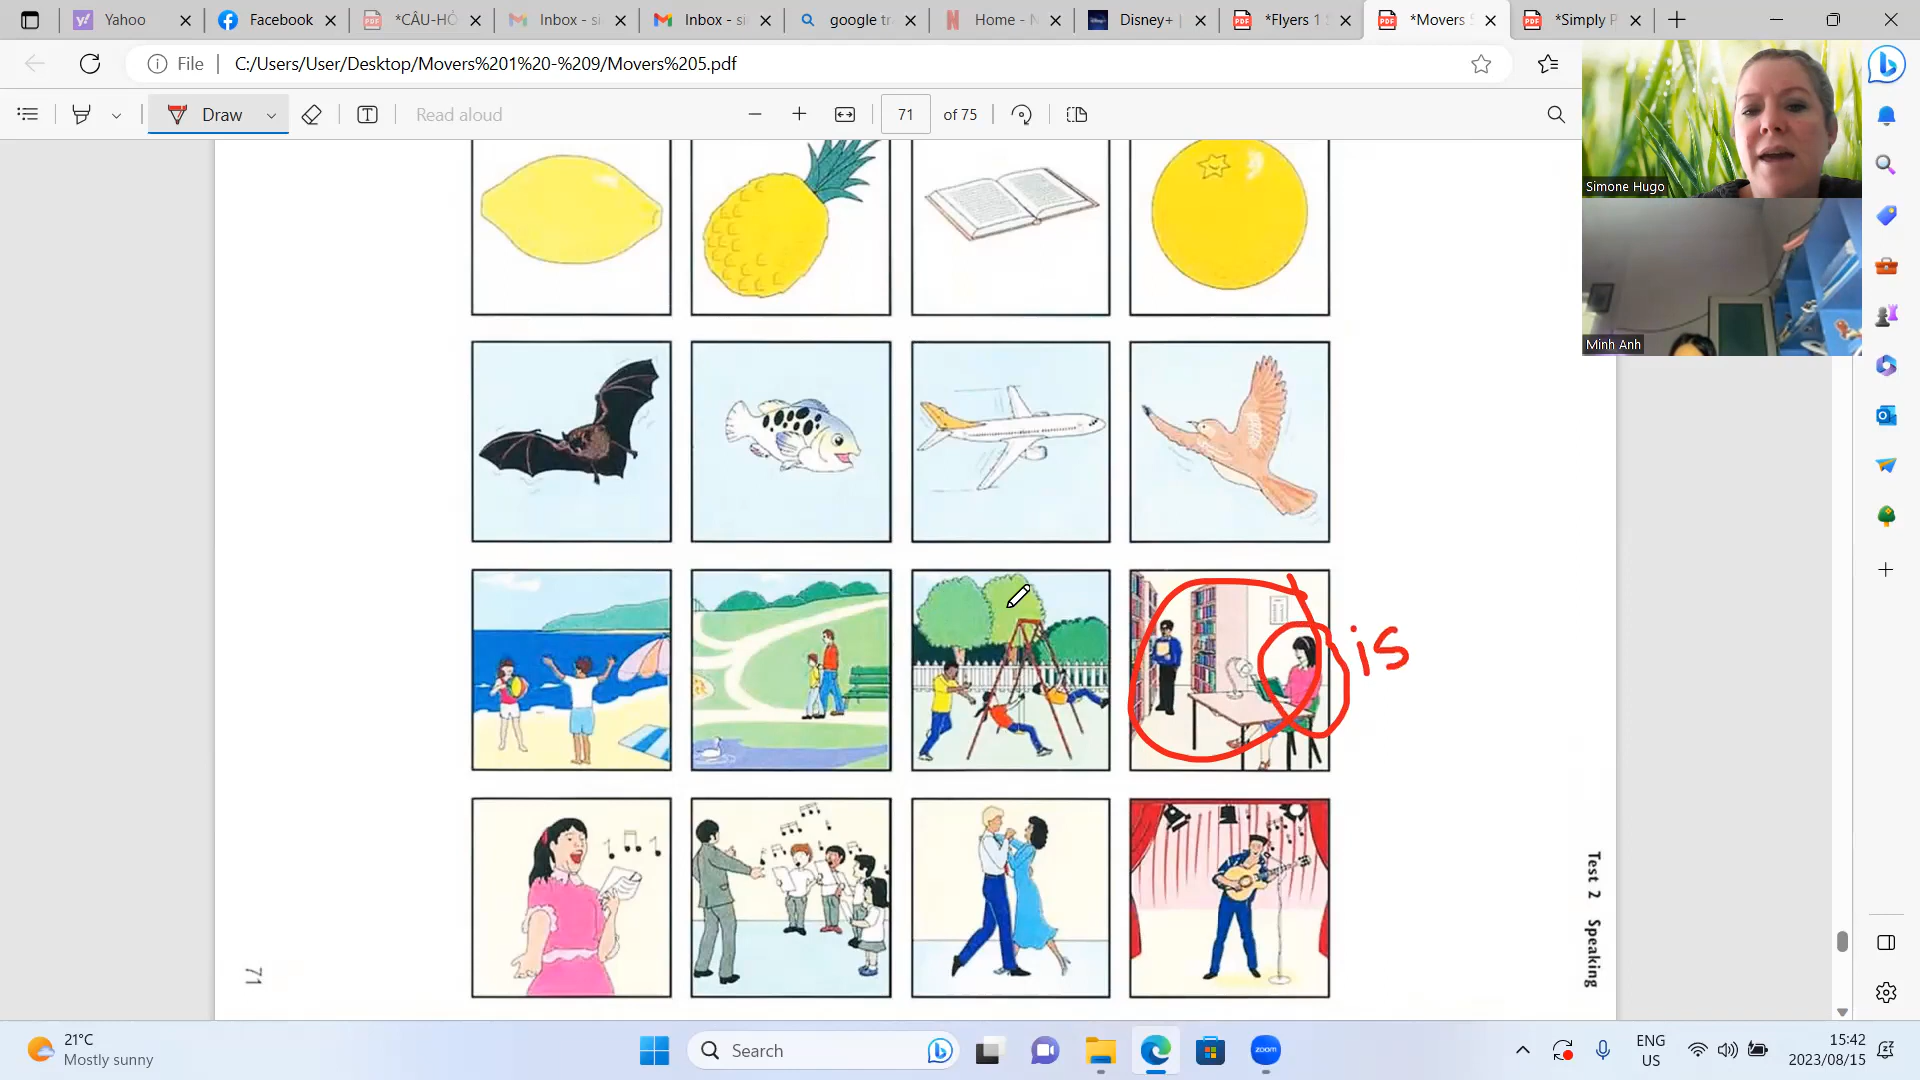 Yahoo
Facebook
*CÂU-HỎ
Inbox - si
Inbox - si
google tr
Home - N
Disney+ |
*Flyers 1 S
*Movers 5
*Simply P
File
C:/Users/User/Desktop/Movers%201%20-%209/Movers%205.pdf
Draw
Read aloud
71
of 75
Simone Hugo
Minh Anh
is
Test 2 Speaking
71
21°C
Mostly sunny
Search
zoom
ENG
US
15:42
2023/08/15